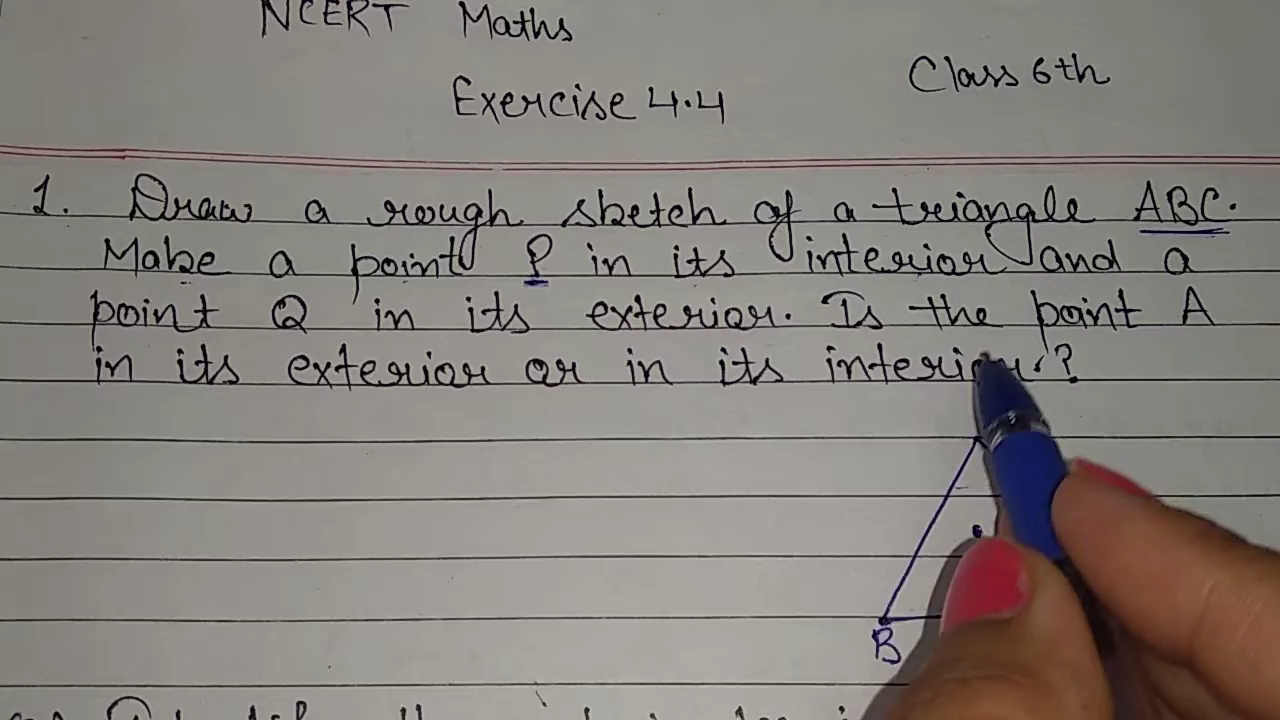 NCERT Maths
Class 6th
Exercise 4.4
1. Draw a rough sketch of a triangle ABC.
Make a point P in its interior and a
point Q in its exterior. Is the point A
in its exterior or in its interior?
B